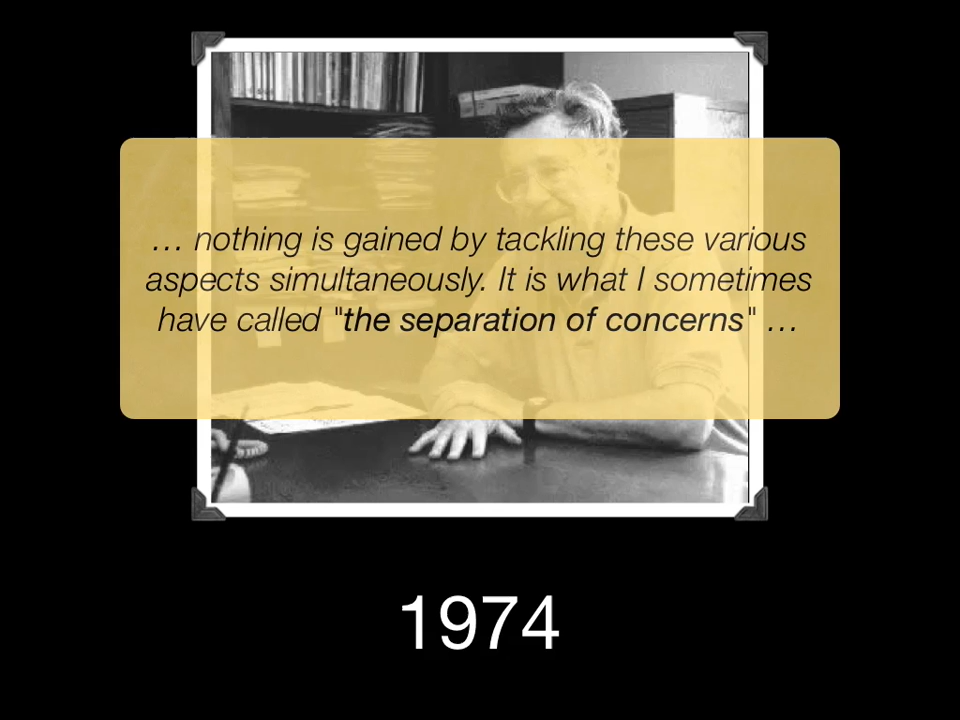 … nothing is gained by tackling these various
aspects simultaneously. It is what I sometimes
have called "the separation of concerns" …
1974